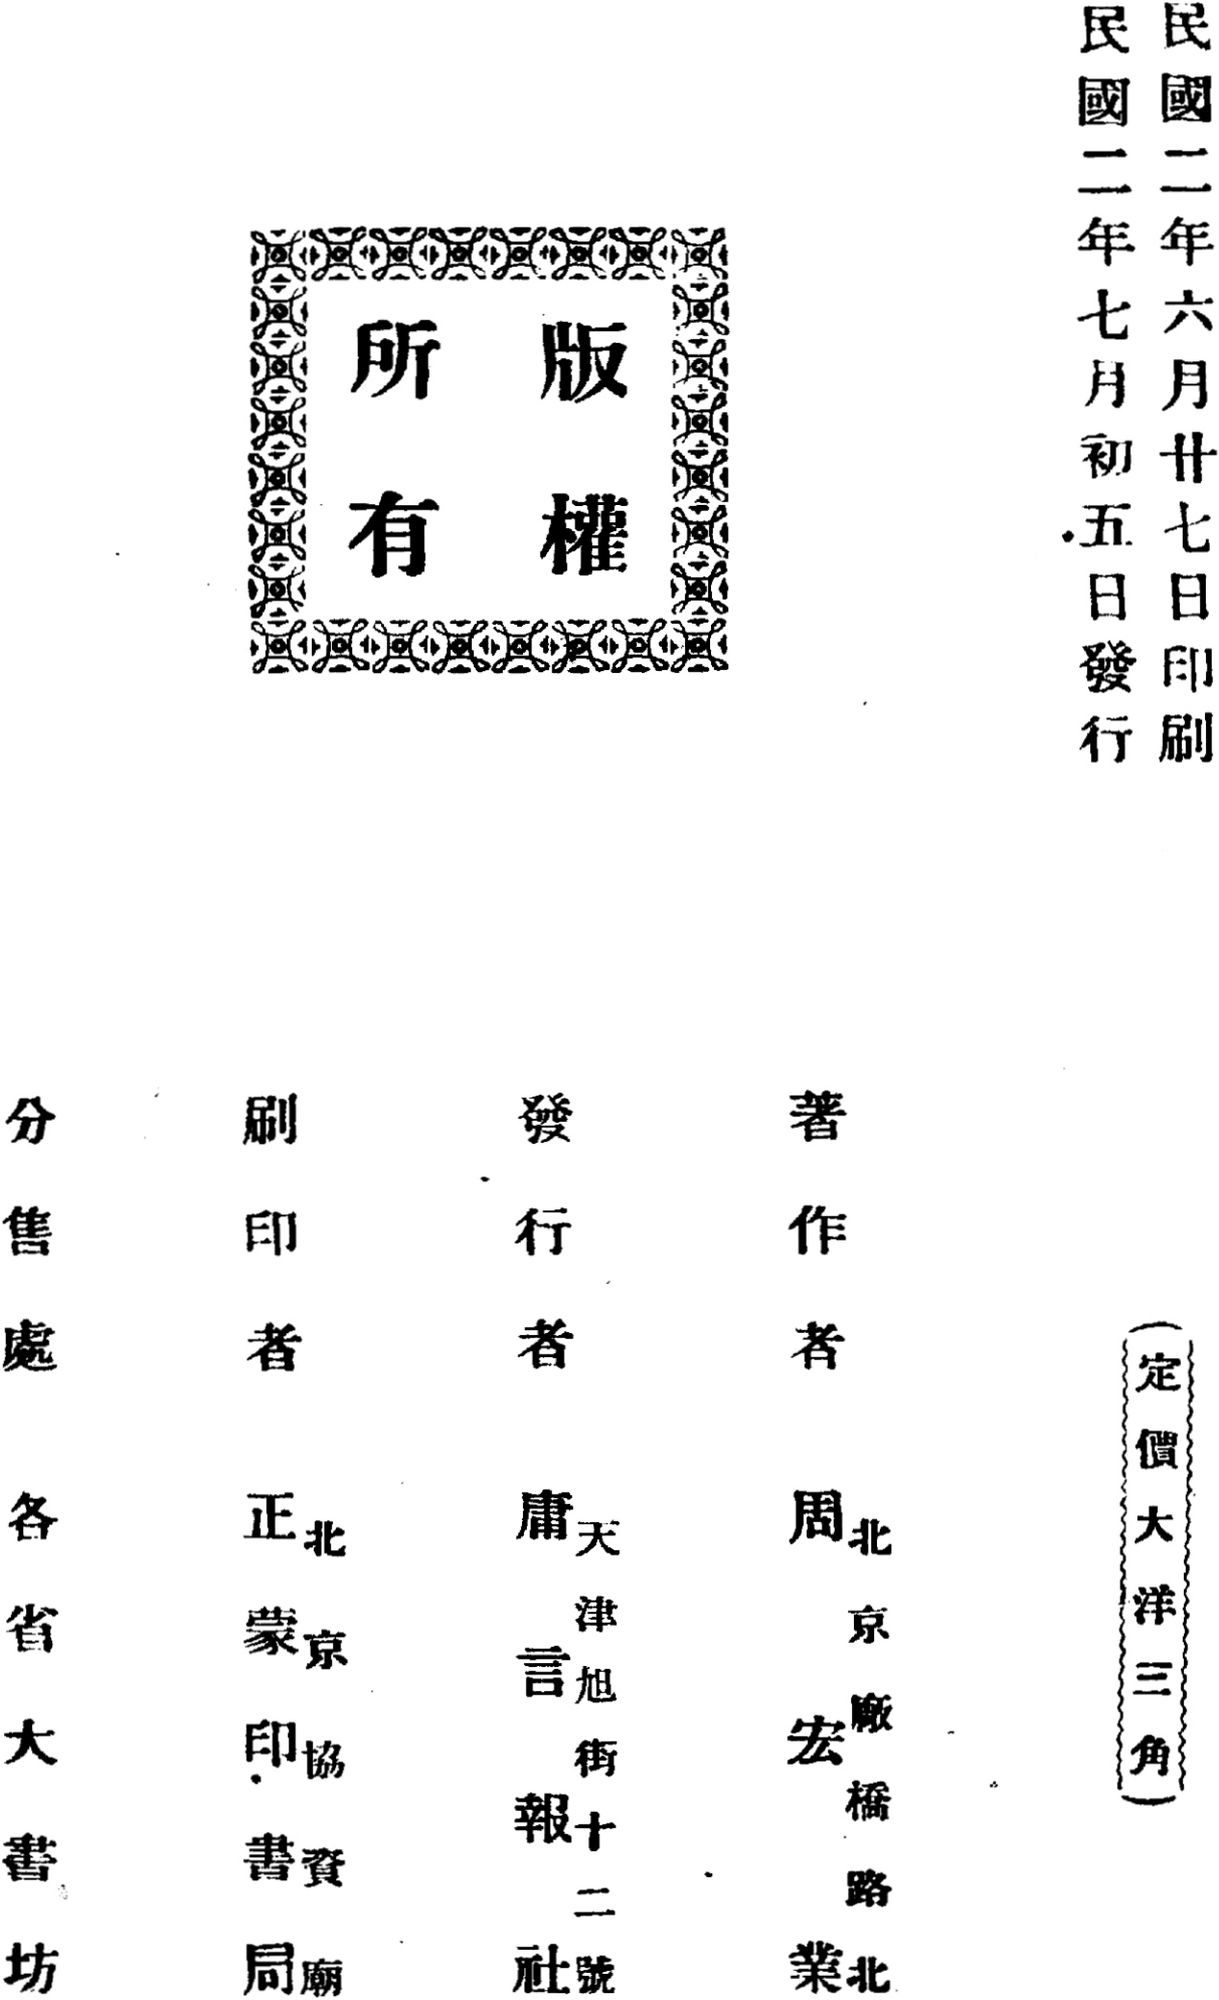 民國二年六月廿七日印刷
民國二年七月初五日發行
版權
所有
（定價大洋三角）
北京廠橋路北
著作者 周宏業
天津旭街十二號
發行者 庸言報社
北京協資廟
刷印者 正蒙印書局
分售處 各省大書坊